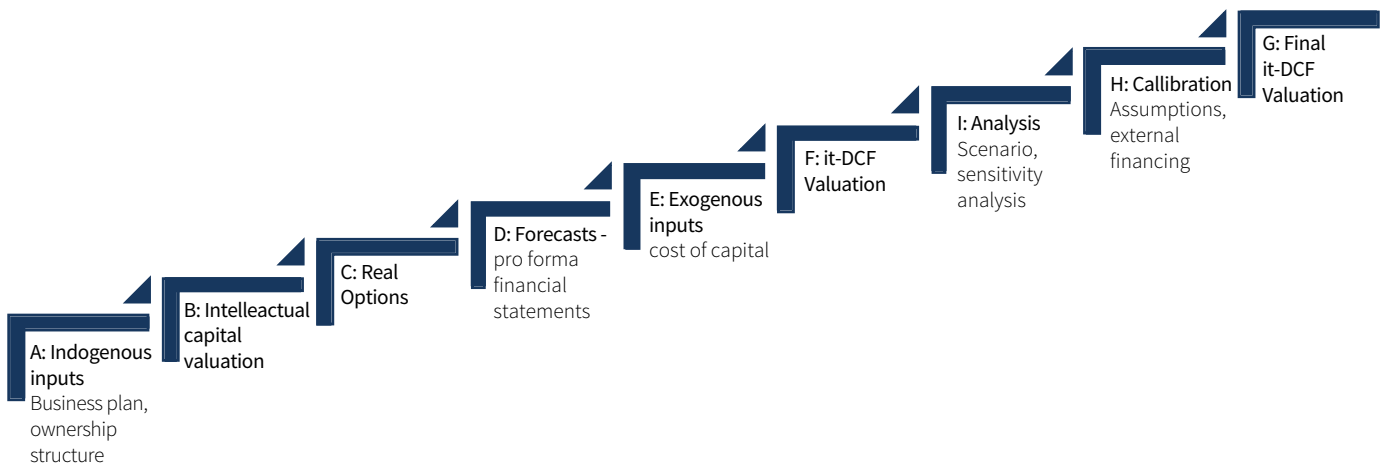 A: Indogenous
inputs
Business plan,
ownership
structure
B: Intelleactual
capital
valuation
C: Real
Options
D: Forecasts -
pro forma
financial
statements
E: Exogenous
inputs
cost of capital
F: it-DCF
Valuation
I: Analysis
Scenario,
sensitivity
analysis
H: Callibration
Assumptions,
external
financing
G: Final
it-DCF
Valuation